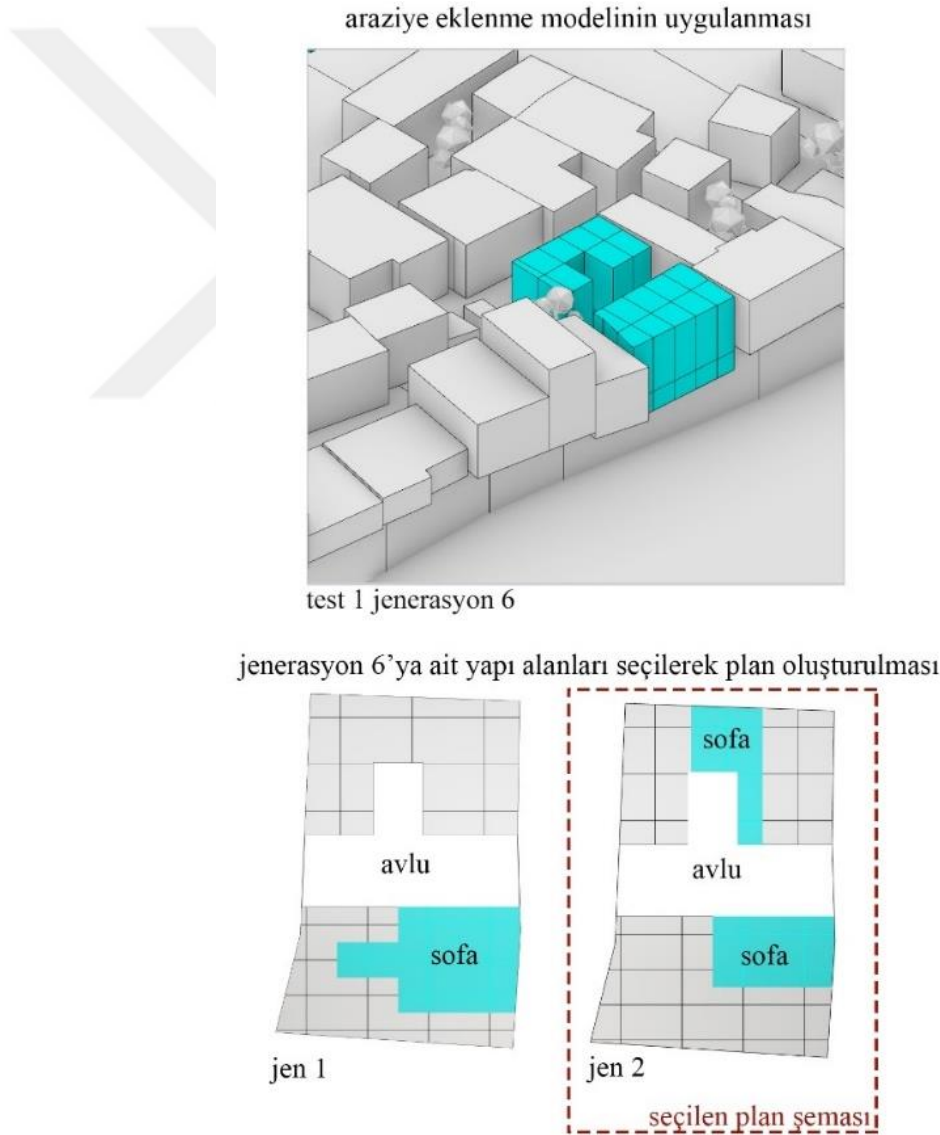 araziye eklenme modelinin uygulanması
test 1 jenerasyon 6
jenerasyon 6'ya ait yapı alanları seçilerek plan oluşturulması
avlu
sofa
jen 1
sofa
avlu
sofa
jen 2
seçilen plan şeması